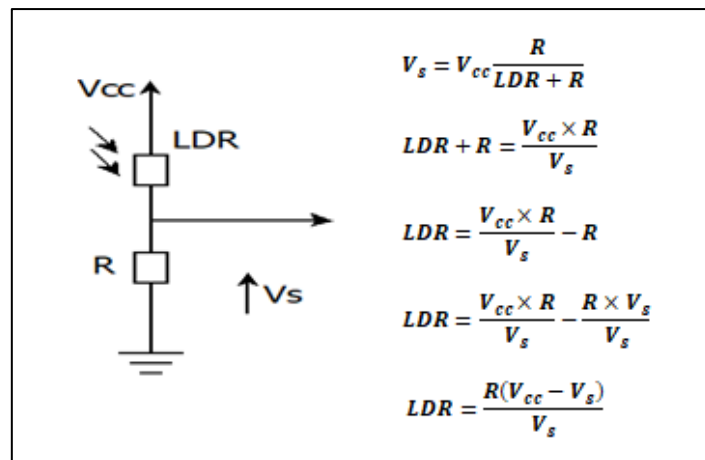 Vcc
LDR
R
Vs
V_s = V_cc R / (LDR + R)
LDR + R = (V_cc × R) / V_s
LDR = (V_cc × R) / V_s − R
LDR = (V_cc × R) / V_s − (R × V_s) / V_s
LDR = R(V_cc − V_s) / V_s